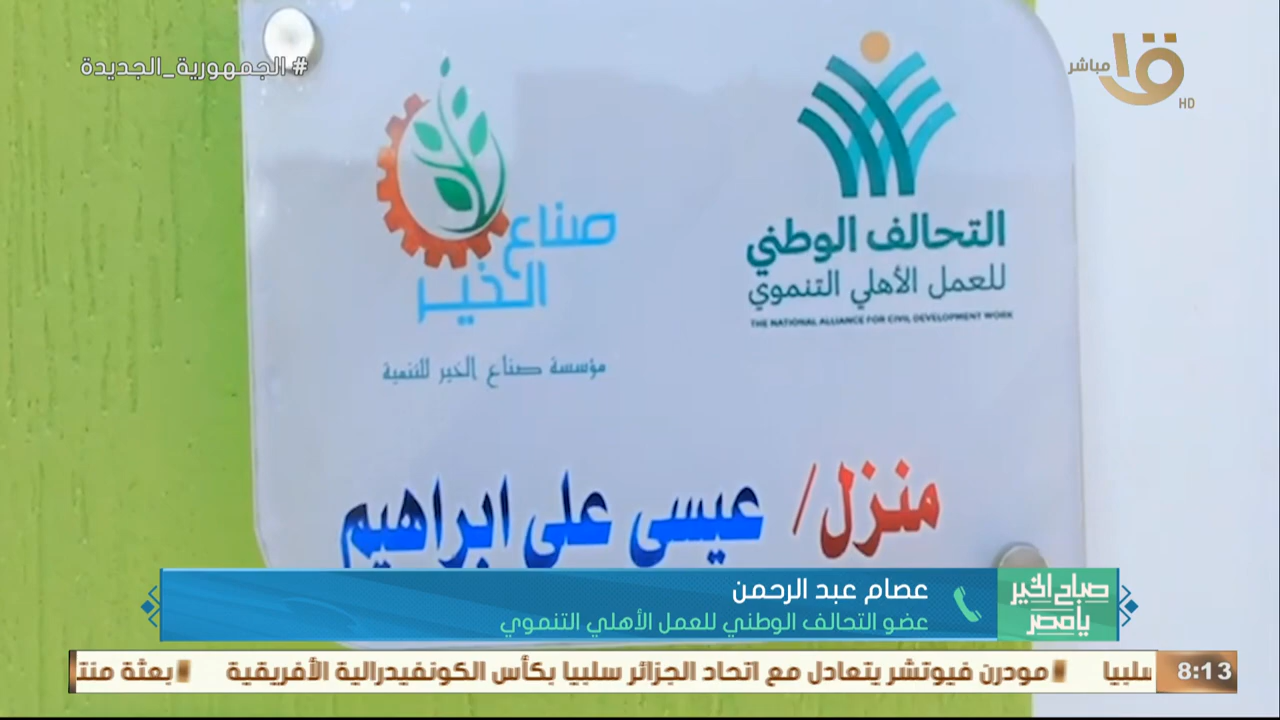 #الجمهورية_الجديدة
مباشر
HD
صناع
الخير
مؤسسة صناع الخير للتنمية
التحالف الوطني
للعمل الأهلي التنموي
THE NATIONAL ALLIANCE FOR CIVIL DEVELOPMENT WORK
منزل/ عيسى على ابراهيم
صباح الخير
يا مصر
عصام عبد الرحمن
عضو التحالف الوطني للعمل الأهلي التنموي
8:13
سلبيا
مودرن فيوتشر يتعادل مع اتحاد الجزائر سلبيا بكأس الكونفيدرالية الأفريقية
بعثة